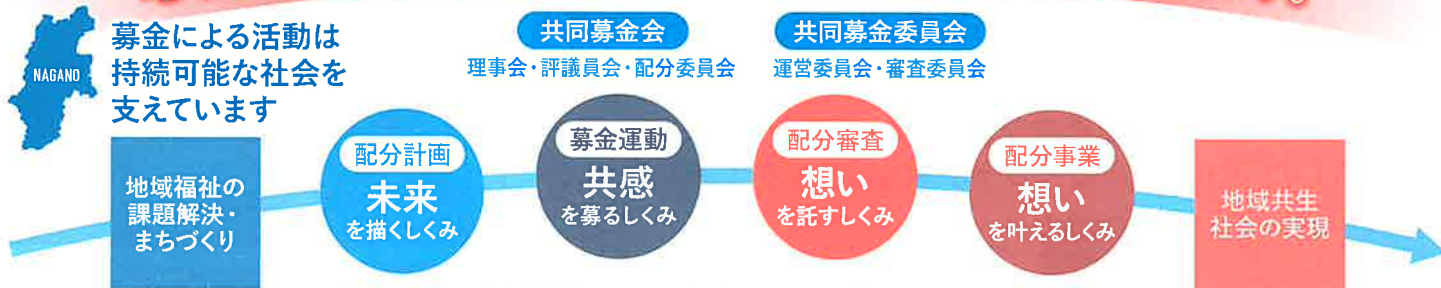 NAGANO
募金による活動は
持続可能な社会を
支えています
共同募金会
理事会・評議員会・配分委員会
共同募金委員会
運営委員会・審査委員会
地域福祉の
課題解決・
まちづくり
配分計画
未来
を描くしくみ
募金運動
共感
を募るしくみ
配分審査
想い
を託すしくみ
配分事業
想い
を叶えるしくみ
地域共生
社会の実現